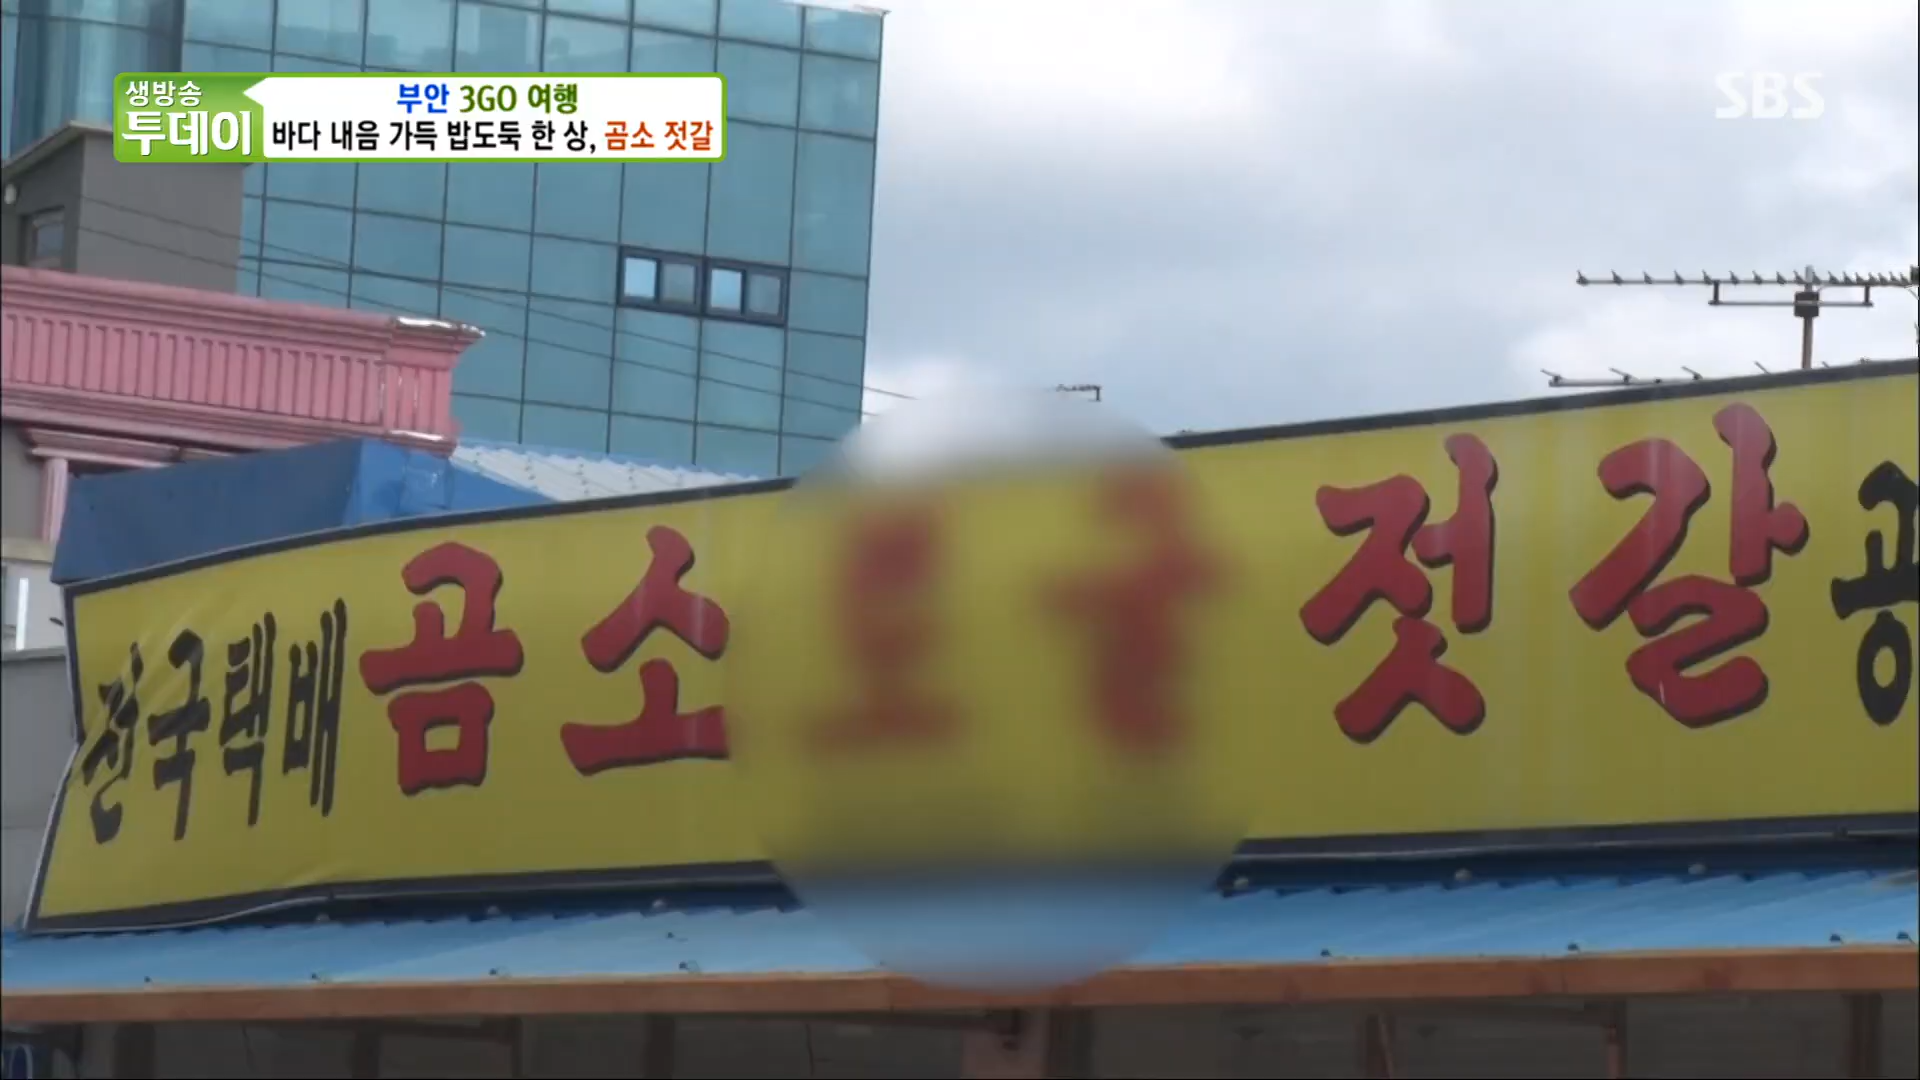 생방송
투데이
부안 3GO 여행
바다 내음 가득 밥도둑 한 상, 곰소 젓갈
SBS
전국택배 곰소 젓갈